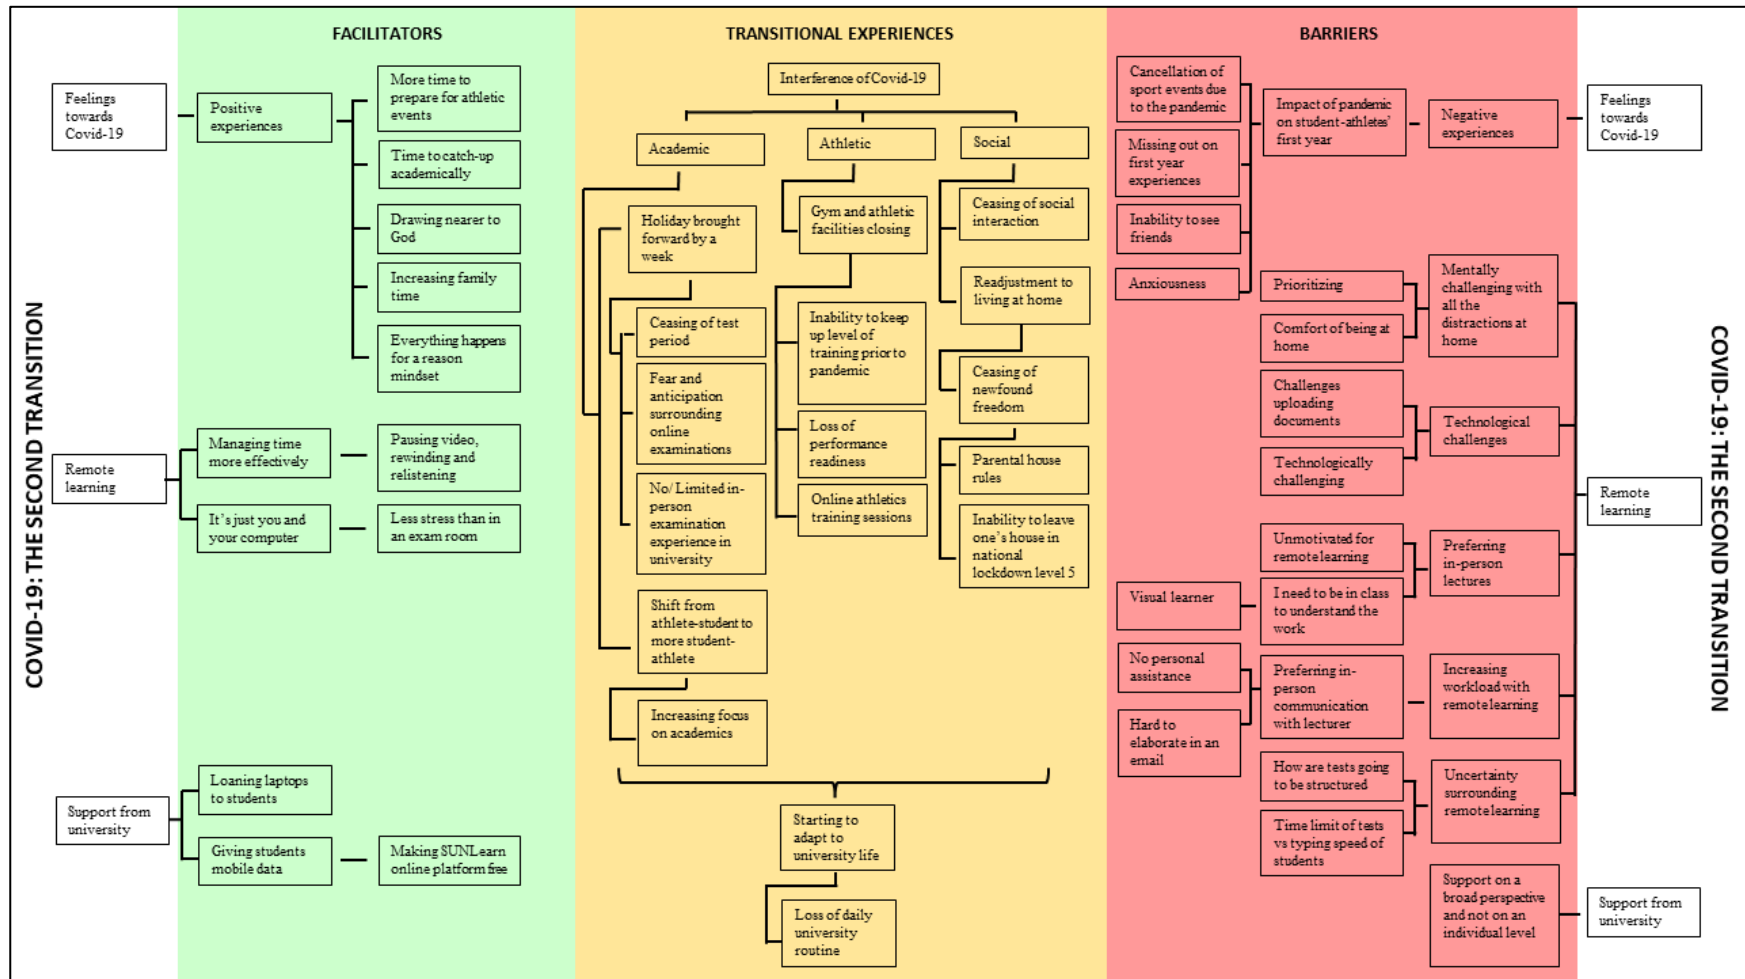 COVID-19: THE SECOND TRANSITION
FACILITATORS
Feelings
towards
Covid-19
Positive
experiences
More time to
prepare for athletic
events
Time to catch-up
academically
Drawing nearer to
God
Increasing family
time
Everything happens
for a reason
mindset
Remote
learning
Managing time
more effectively
Pausing video,
rewinding and
relistening
It's just you and
your computer
Less stress than in
an exam room
Support from
university
Loaning laptops
to students
Giving students
mobile data
Making SUNLearn
online platform free
TRANSITIONAL EXPERIENCES
Interference of Covid-19
Academic
Holiday brought
forward by a
week
Ceasing of test
period
Fear and
anticipation
surrounding
online
examinations
No/ Limited in-
person
examination
experience in
university
Shift from
athlete-student to
more student-
athlete
Increasing focus
on academics
Athletic
Gym and athletic
facilities closing
Inability to keep
up level of
training prior to
pandemic
Loss of
performance
readiness
Online athletics
training sessions
Social
Ceasing of social
interaction
Readjustment to
living at home
Ceasing of
newfound
freedom
Parental house
rules
Inability to leave
one's house in
national
lockdown level 5
Starting to
adapt to
university life
Loss of daily
university
routine
BARRIERS
Cancellation of
sport events due
to the pandemic
Missing out on
first year
experiences
Inability to see
friends
Anxiousness
Impact of pandemic
on student-athletes'
first year
Negative
experiences
Feelings
towards
Covid-19
Prioritizing
Comfort of being at
home
Mentally
challenging with
all the
distractions at
home
Challenges
uploading
documents
Technologically
challenging
Technological
challenges
Remote
learning
Unmotivated for
remote learning
Visual learner
I need to be in class
to understand the
work
Preferring
in-person
lectures
No personal
assistance
Hard to
elaborate in an
email
Preferring in-
person
communication
with lecturer
Increasing
workload with
remote learning
How are tests going
to be structured
Time limit of tests
vs typing speed of
students
Uncertainty
surrounding
remote learning
Support on a
broad perspective
and not on an
individual level
Support from
university
COVID-19: THE SECOND TRANSITION